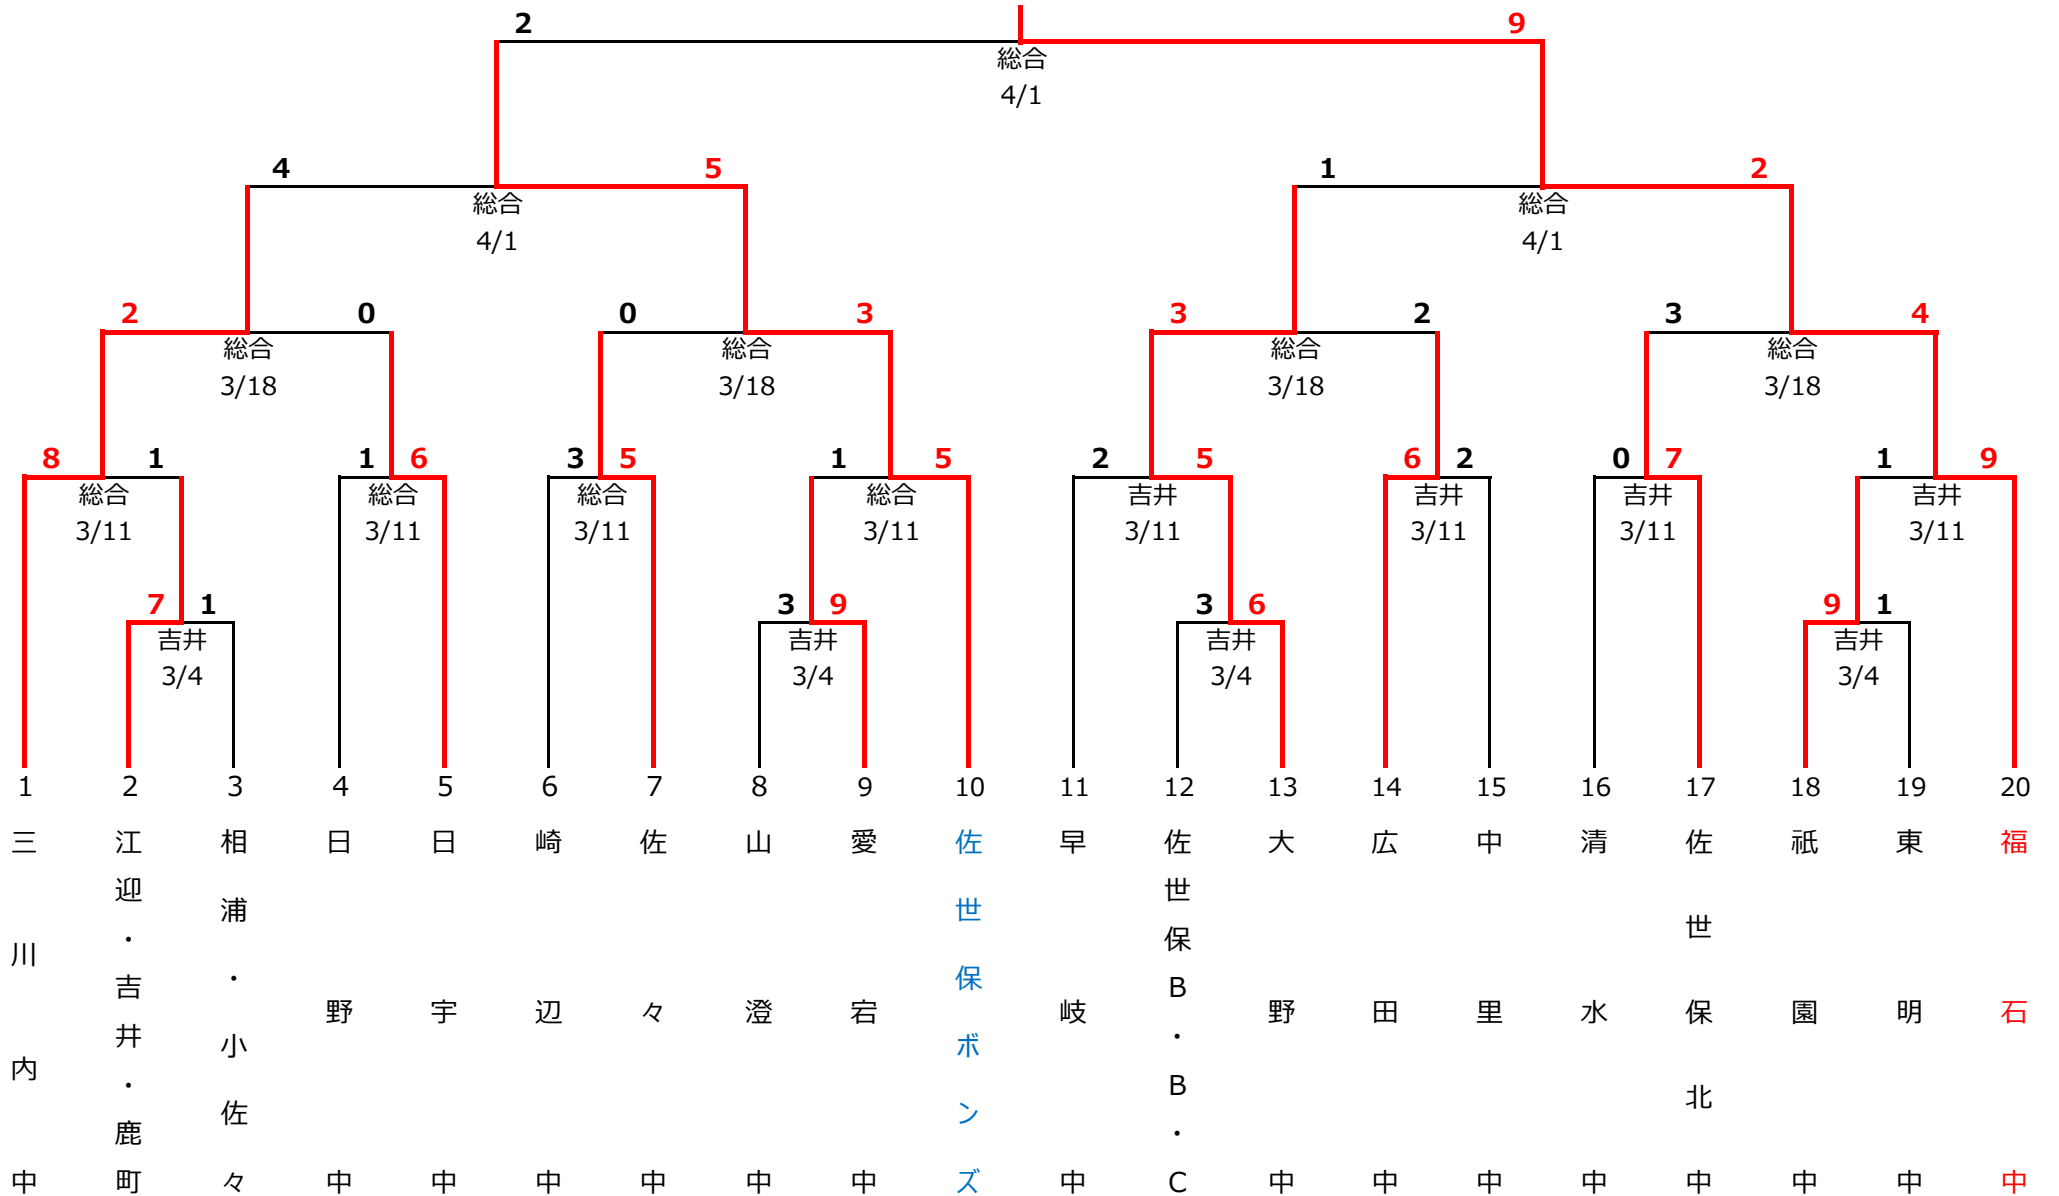 2 9
総合
4/1
4 5 1 2
総合 総合
4/1 4/1
2 0 0 3 3 2 3 4
総合 総合 総合 総合
3/18 3/18 3/18 3/18
8 1 1 6 3 5 1 5 2 5 6 2 0 7 1 9
総合 総合 総合 総合 吉井 吉井 吉井 吉井
3/11 3/11 3/11 3/11 3/11 3/11 3/11 3/11
7 1 3 9 3 6 9 1
吉井 吉井 吉井 吉井
3/4 3/4 3/4 3/4
1 2 3 4 5 6 7 8 9 10 11 12 13 14 15 16 17 18 19 20
三川内中
江迎・吉井・鹿町
相浦・小佐々
日野中
日宇中
崎辺中
佐々中
山澄中
愛宕中
佐世保ボンズ
早岐中
佐世保B・B・C
大野中
広田中
中里中
清水中
佐世保北中
祇園中
東明中
福石中